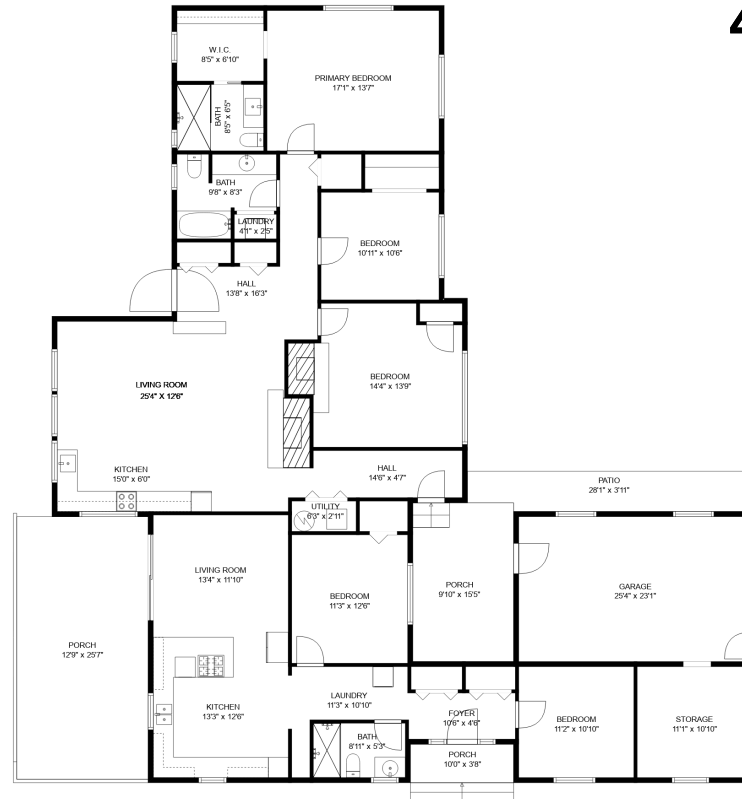 4
W.I.C.
8'5" x 6'10"
PRIMARY BEDROOM
17'1" x 13'7"
BATH
8'5" x 6'5"
BATH
9'8" x 8'3"
LAUNDRY
4'1" x 2'5"
BEDROOM
10'11" x 10'6"
HALL
13'8" x 16'3"
LIVING ROOM
25'4" X 12'6"
BEDROOM
14'4" x 13'9"
KITCHEN
15'0" x 6'0"
HALL
14'6" x 4'7"
PATIO
28'1" x 3'11"
UTILITY
6'3" x 2'11"
LIVING ROOM
13'4" x 11'10"
BEDROOM
11'3" x 12'6"
PORCH
9'10" x 15'5"
GARAGE
25'4" x 23'1"
PORCH
12'9" x 25'7"
KITCHEN
13'3" x 12'6"
LAUNDRY
11'3" x 10'10"
FOYER
10'6" x 4'6"
BEDROOM
11'2" x 10'10"
STORAGE
11'1" x 10'10"
BATH
8'11" x 5'3"
PORCH
10'0" x 3'8"